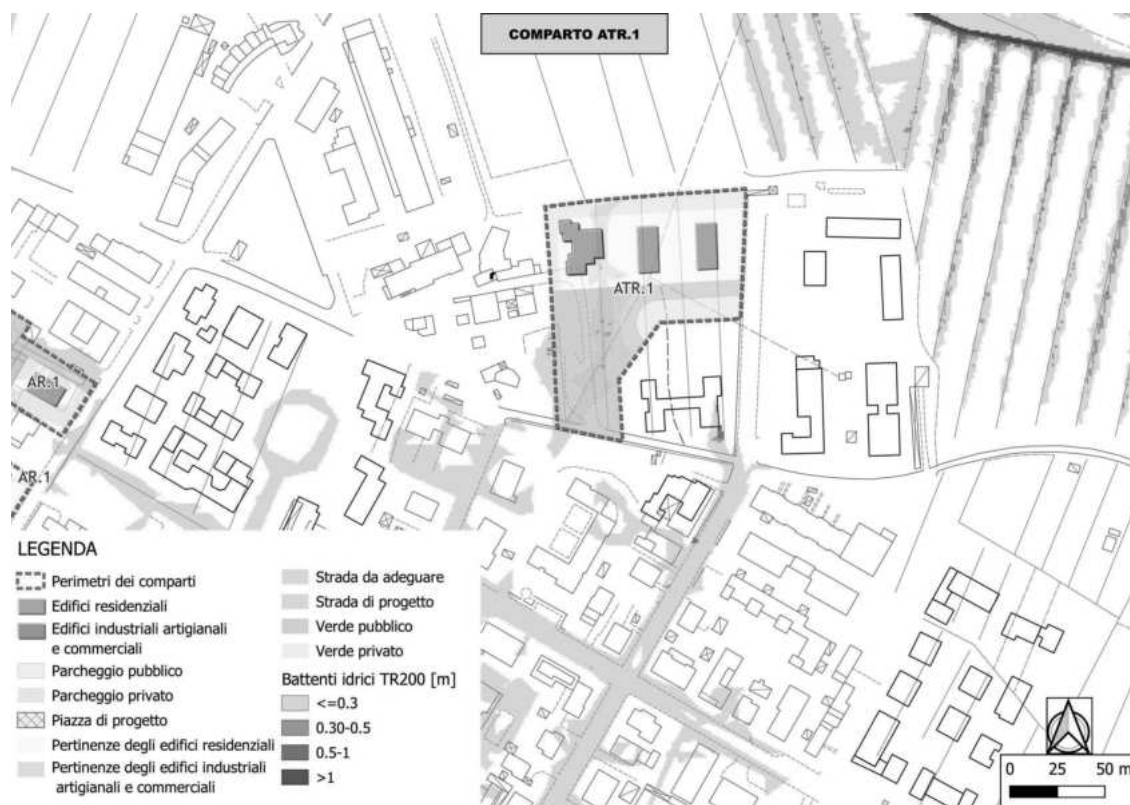 COMPARTO ATR.1
ATR.1
AR.1
AR.1
LEGENDA
Perimetri dei comparti
Edifici residenziali
Edifici industriali artigianali
e commerciali
Parcheggio pubblico
Parcheggio privato
Piazza di progetto
Pertinenze degli edifici residenziali
Pertinenze degli edifici industriali
artigianali e commerciali
Strada da adeguare
Strada di progetto
Verde pubblico
Verde privato
Battenti idrici TR200 [m]
<=0.3
0.30-0.5
0.5-1
>1
0 25 50 m